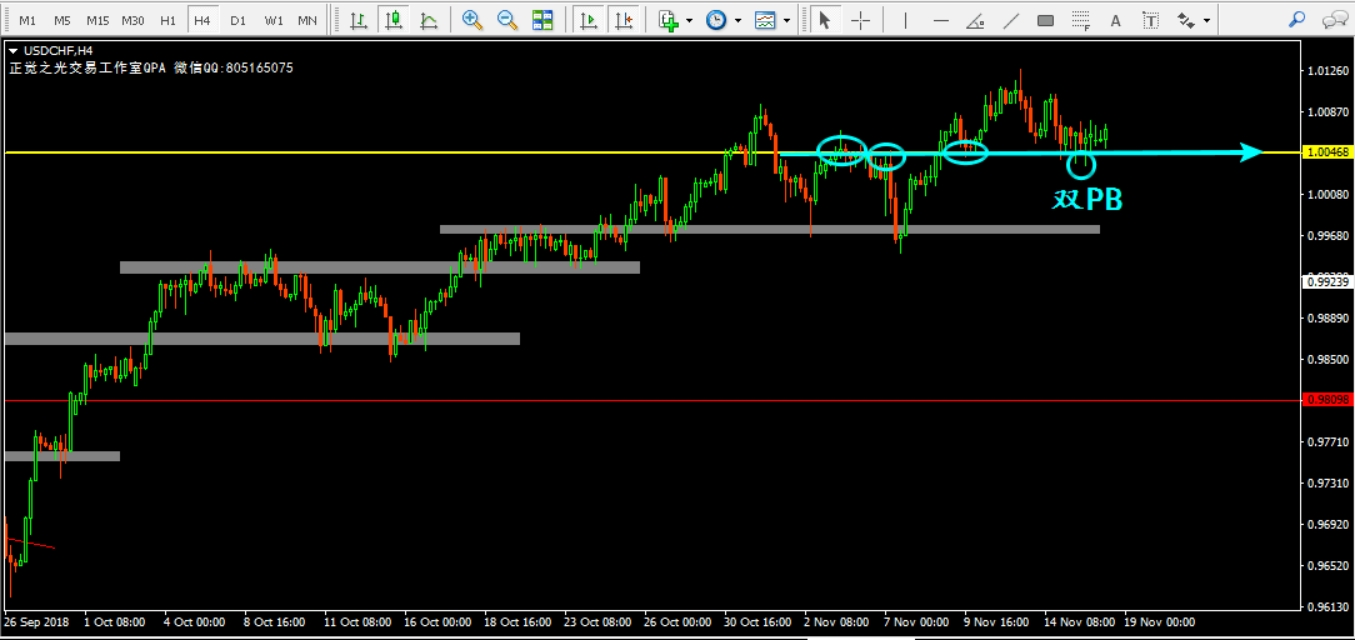 M1 M5 M15 M30 H1 H4 D1 W1 MN
F A T
USDCHF,H4
正觉之光交易工作室QPA 微信QQ:805165075
1.01260
1.00870
1.00468
1.00080
双PB
0.99680
0.99239
0.98890
0.98500
0.98098
0.97710
0.97310
0.96920
0.96520
0.96130
26 Sep 2018 1 Oct 08:00 4 Oct 00:00 8 Oct 16:00 11 Oct 08:00 16 Oct 00:00 18 Oct 16:00 23 Oct 08:00 26 Oct 00:00 30 Oct 16:00 2 Nov 08:00 7 Nov 00:00 9 Nov 16:00 14 Nov 08:00 19 Nov 00:00